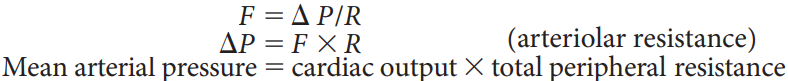 F = Δ P/R
ΔP = F × R (arteriolar resistance)
Mean arterial pressure = cardiac output × total peripheral resistance